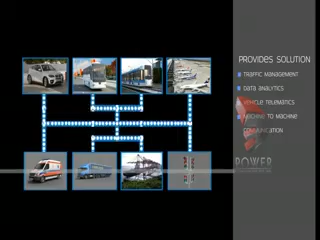 PROVIDES SOLUTION
TRAFFIC MANAGEMENT
DATA ANALYTICS
VEHICLE TELEMATICS
MACHINE TO MACHINE
COMMUNICATION
POWER